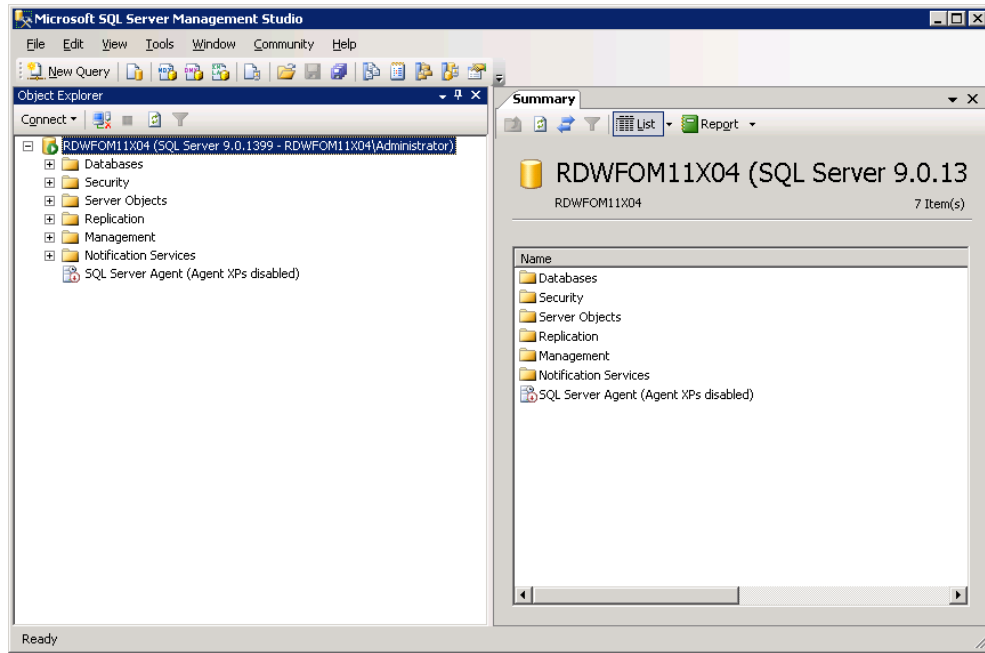 Microsoft SQL Server Management Studio
File Edit View Tools Window Community Help
New Query
Object Explorer
Connect
RDWFOM11X04 (SQL Server 9.0.1399 - RDWFOM11X04\Administrator)
Databases
Security
Server Objects
Replication
Management
Notification Services
SQL Server Agent (Agent XPs disabled)
Summary
List Report
RDWFOM11X04 (SQL Server 9.0.13
RDWFOM11X04 7 Item(s)
Name
Databases
Security
Server Objects
Replication
Management
Notification Services
SQL Server Agent (Agent XPs disabled)
Ready